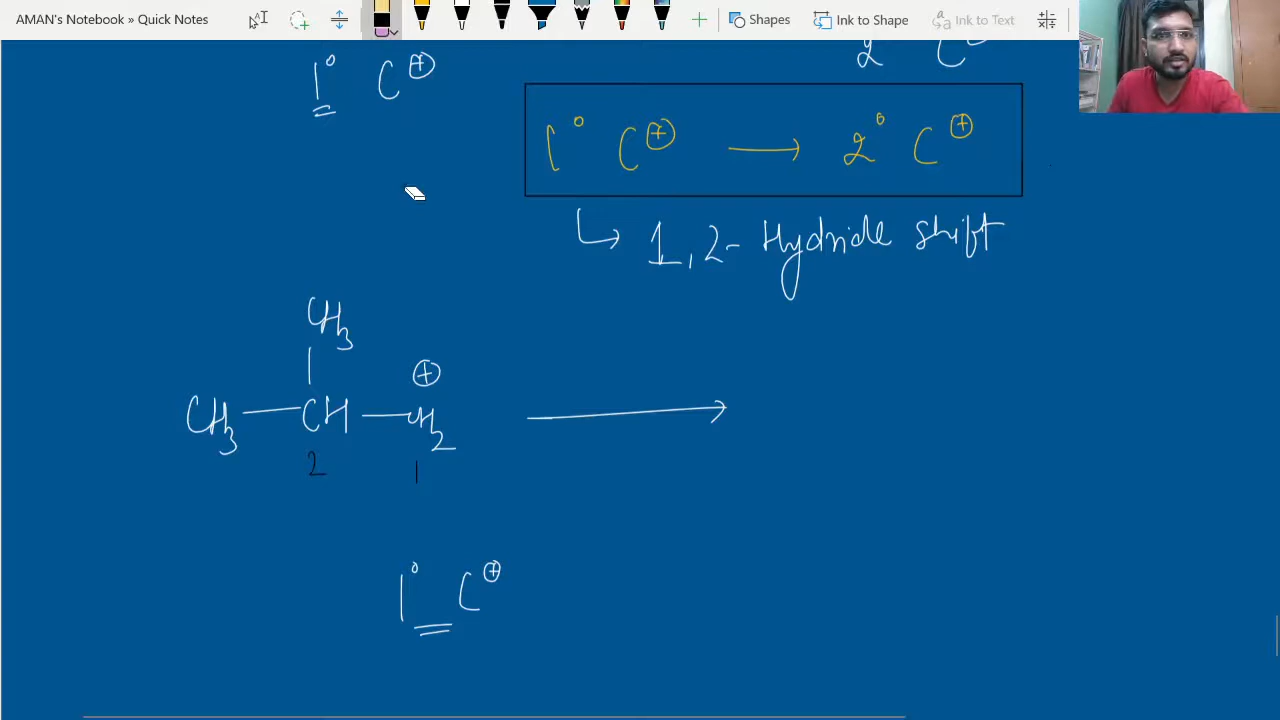 AMAN's Notebook » Quick Notes
Shapes
Ink to Shape
Ink to Text
1° C⊕
2° C⊕
1° C⊕ ⟶ 2° C⊕
↳ 1,2- Hydride shift
CH3
|
⊕
CH3—CH—CH2 ⟶
2 1
1° C⊕